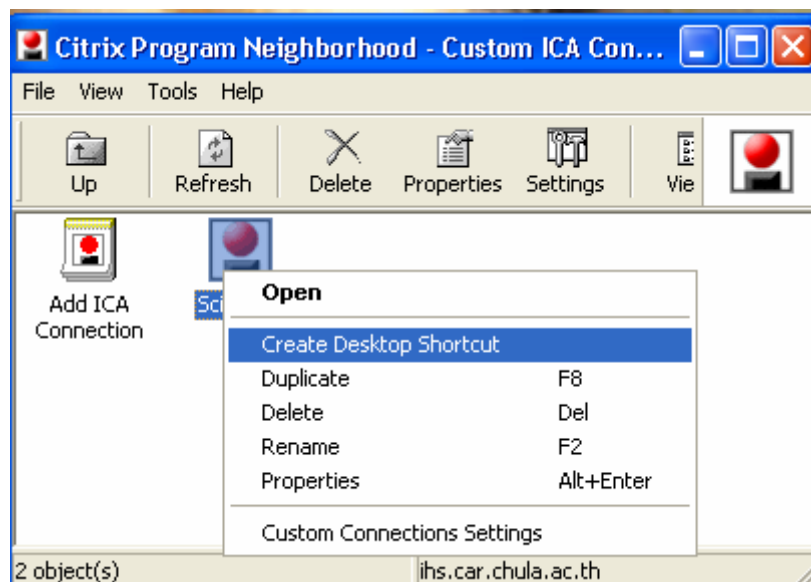 Citrix Program Neighborhood - Custom ICA Con...
File View Tools Help
Up Refresh Delete Properties Settings Vie
Add ICA
Connection
Open
Create Desktop Shortcut
Duplicate F8
Delete Del
Rename F2
Properties Alt+Enter
Custom Connections Settings
2 object(s) ihs.car.chula.ac.th